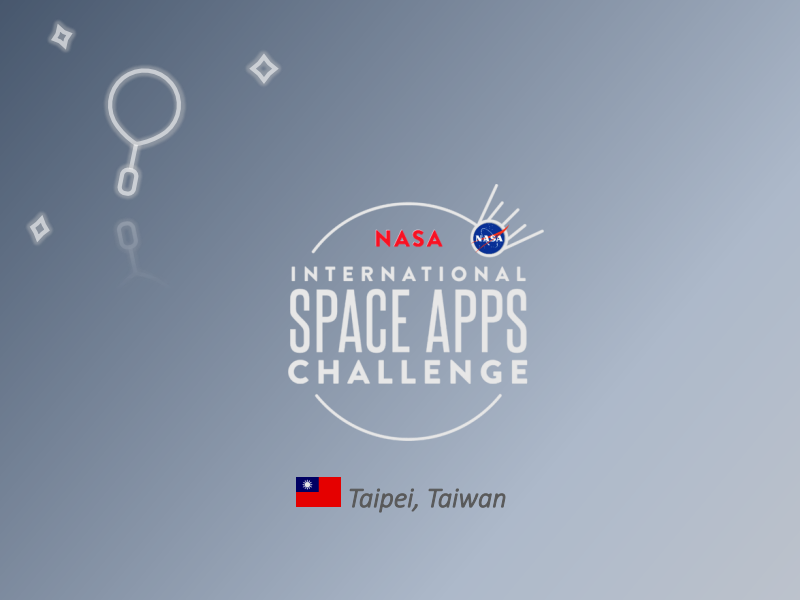 NASA
NASA
INTERNATIONAL
SPACE APPS
CHALLENGE
Taipei, Taiwan